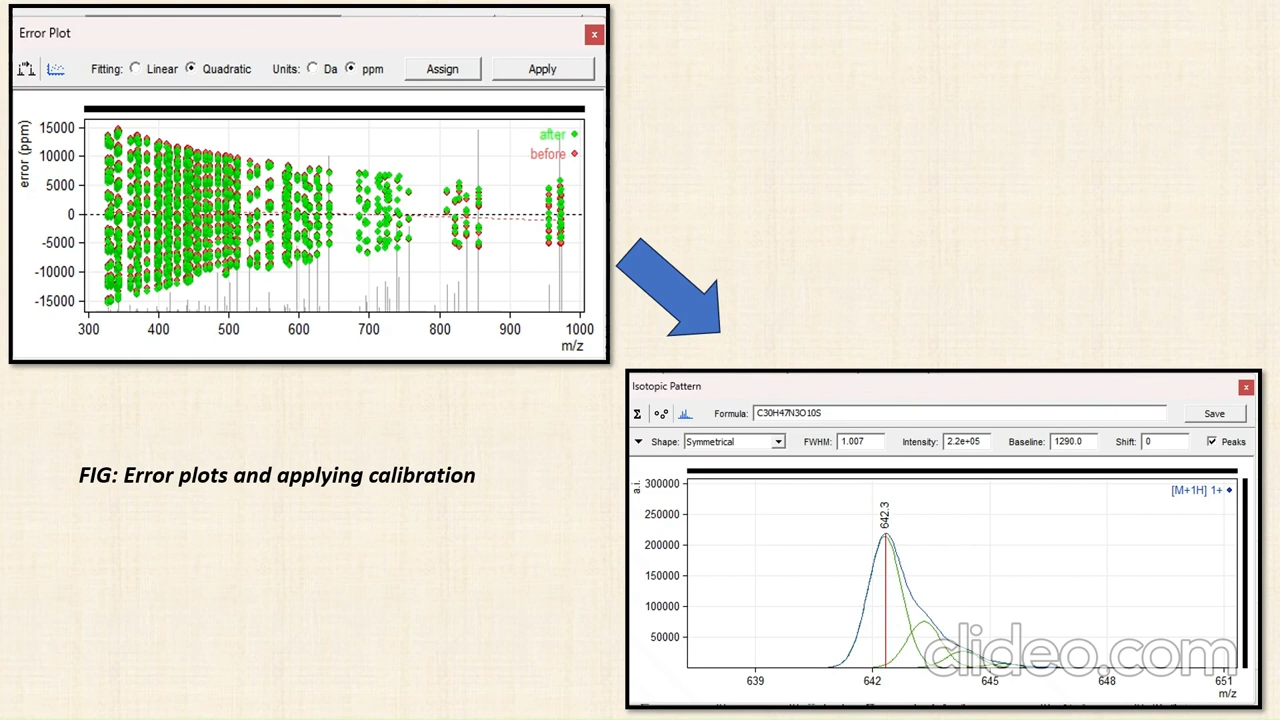 Error Plot
x
Fitting: Linear Quadratic Units: Da ppm Assign Apply
error (ppm)
15000
10000
5000
0
-5000
-10000
-15000
after
before
300 400 500 600 700 800 900 1000
m/z
FIG: Error plots and applying calibration
Isotopic Pattern
x
Σ Formula: C30H47N3O10S Save
Shape: Symmetrical FWHM: 1.007 Intensity: 2.2e+05 Baseline: 1290.0 Shift: 0 Peaks
a.i.
300000
250000
200000
150000
100000
50000
[M+1H] 1+
642.3
639 642 645 648 651
m/z
clideo.com